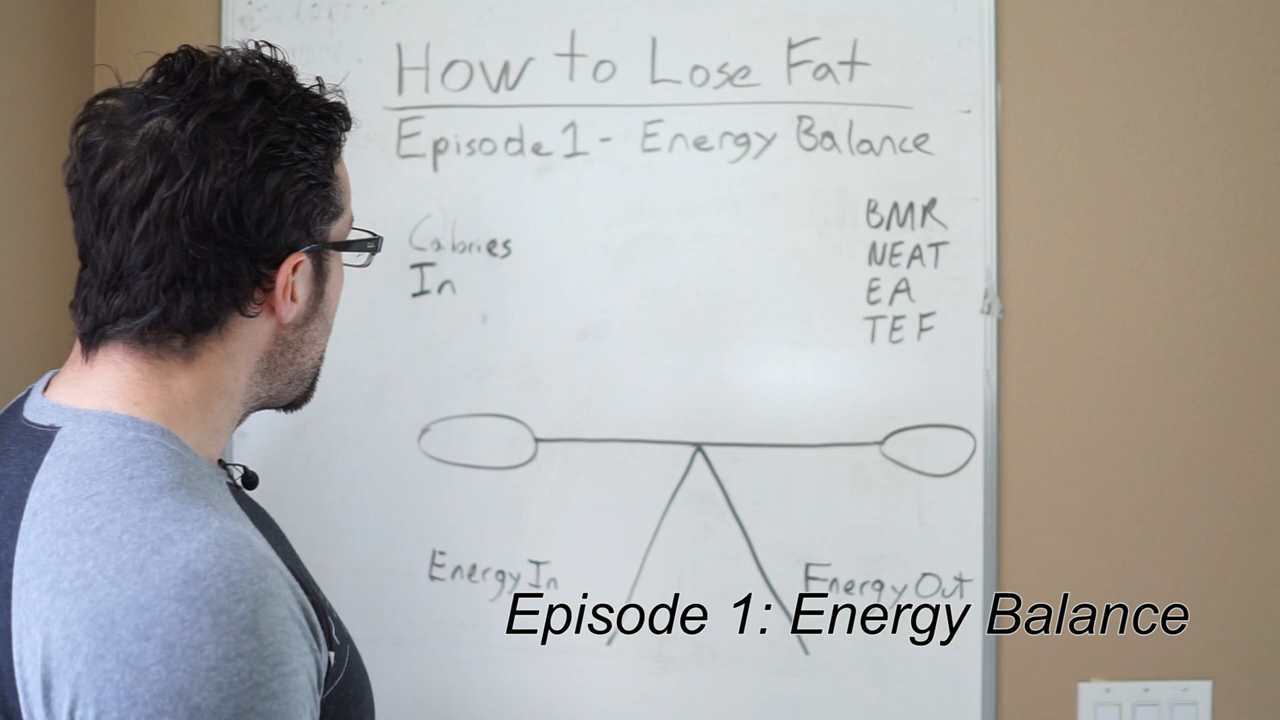 How to Lose Fat
Episode 1 - Energy Balance
Calories
In
BMR
NEAT
EA
TEF
Energy In
Energy Out
Episode 1: Energy Balance